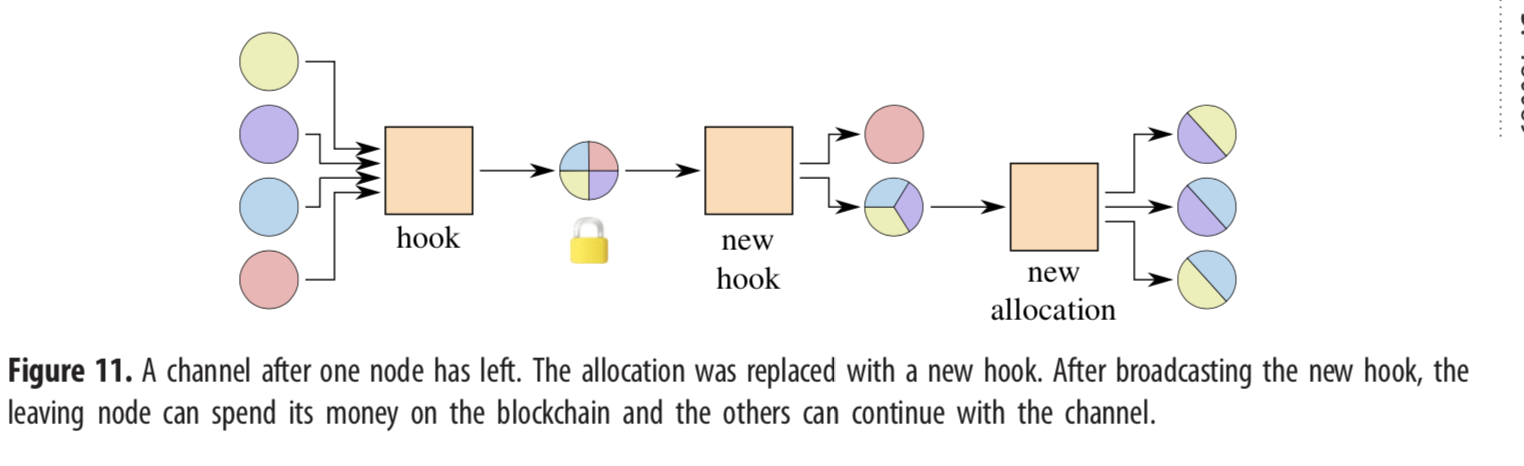 hook
new
hook
new
allocation
Figure 11. A channel after one node has left. The allocation was replaced with a new hook. After broadcasting the new hook, the
leaving node can spend its money on the blockchain and the others can continue with the channel.